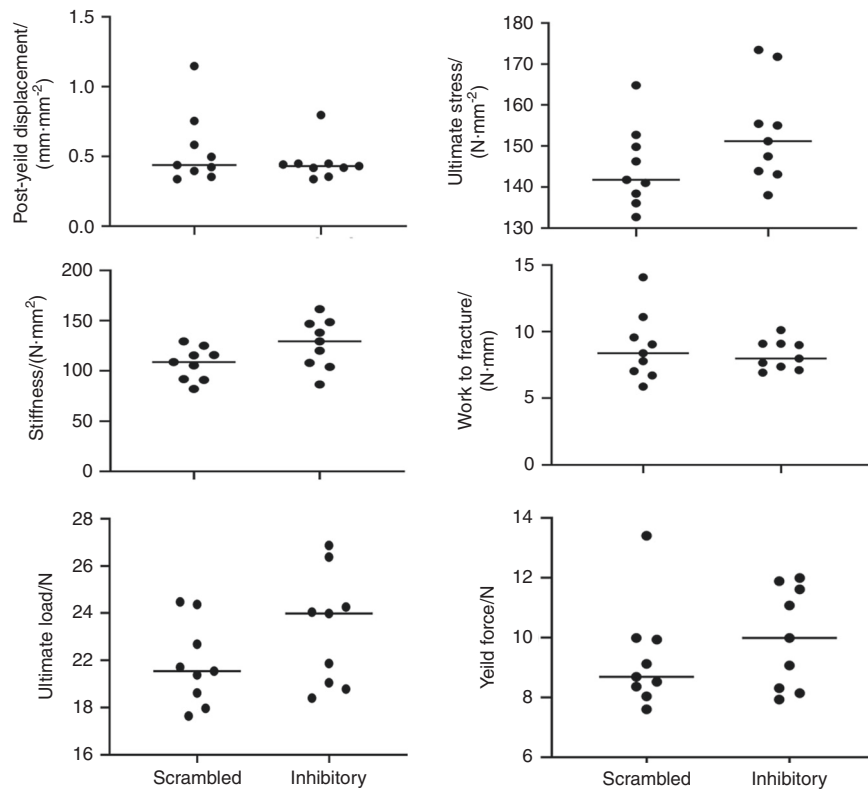 Post-yeild displacement/
(mm·mm⁻²)
1.5
1.0
0.5
0.0
Ultimate stress/
(N·mm⁻²)
180
170
160
150
140
130
Stiffness/(N·mm²)
200
150
100
50
0
Work to fracture/
(N·mm)
15
10
5
0
Ultimate load/N
28
26
24
22
18
16
Scrambled
Inhibitory
Yeild force/N
14
12
10
8
6
Scrambled
Inhibitory